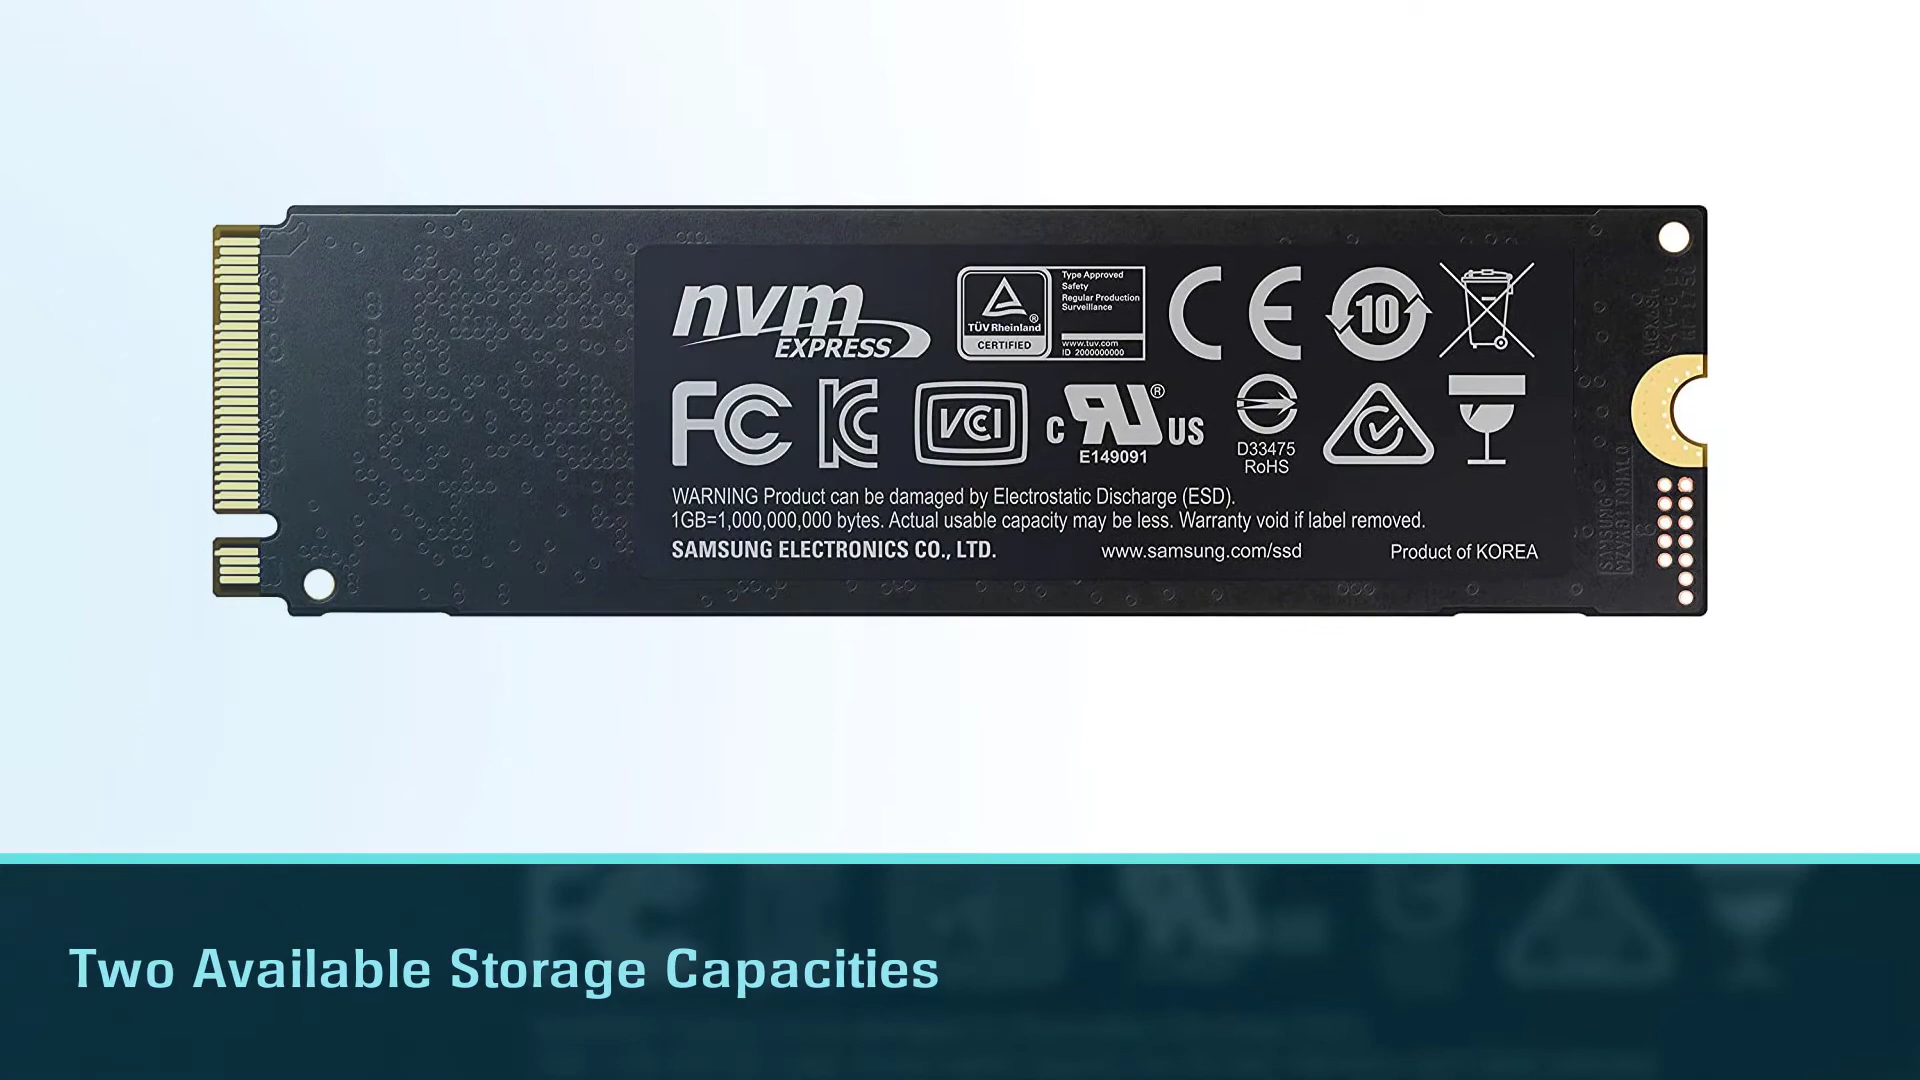 nvm
EXPRESS
TÜV Rheinland
CERTIFIED
Type Approved
Safety
Regular Production
Surveillance
www.tuv.com
ID 2000000000
CE
10
FC
KC
VCI
c RU® US
E149091
D33475
RoHS
WARNING Product can be damaged by Electrostatic Discharge (ESD).
1GB=1,000,000,000 bytes. Actual usable capacity may be less. Warranty void if label removed.
SAMSUNG ELECTRONICS CO., LTD.
www.samsung.com/ssd
Product of KOREA
SAMSUNG
Two Available Storage Capacities